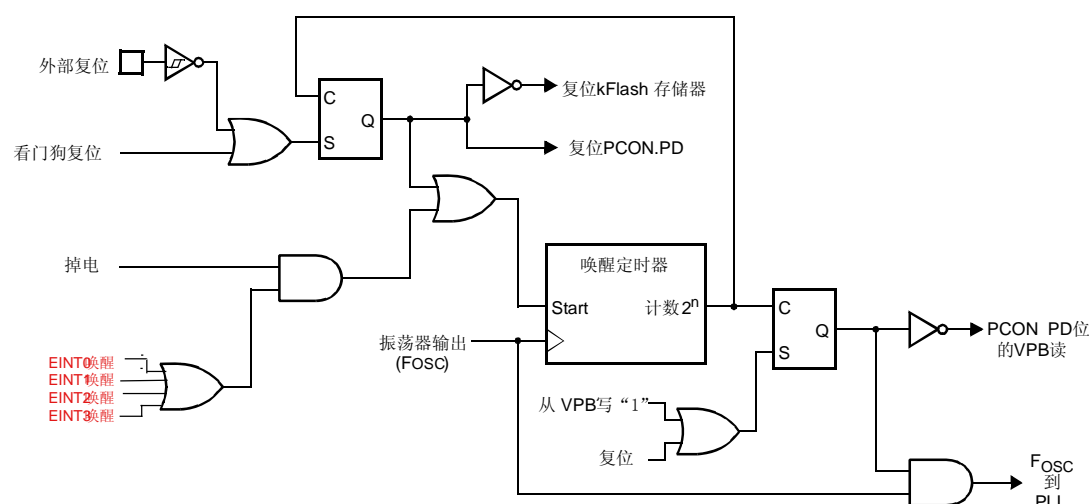 外部复位
看门狗复位
C
Q
S
复位kFlash 存储器
复位PCON.PD
掉电
唤醒定时器
Start
计数 2ⁿ
EINT0唤醒
EINT1唤醒
EINT2唤醒
EINT3唤醒
振荡器输出
(FOSC)
C
Q
S
PCON PD位
的VPB读
从 VPB写“1”
复位
FOSC
到
PLL